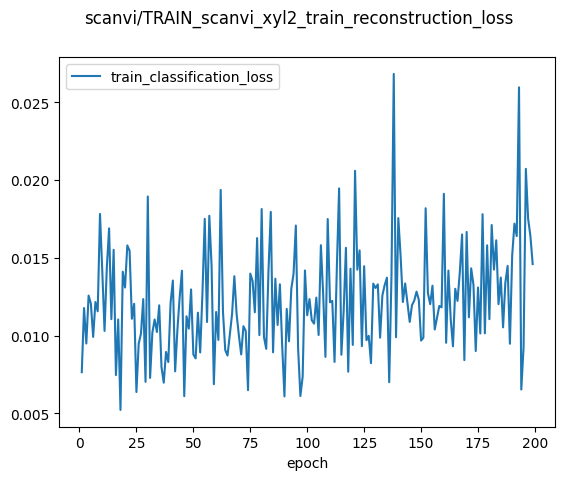 scanvi/TRAIN_scanvi_xyl2_train_reconstruction_loss
train_classification_loss
0.025
0.020
0.015
0.010
0.005
0 25 50 75 100 125 150 175 200
epoch